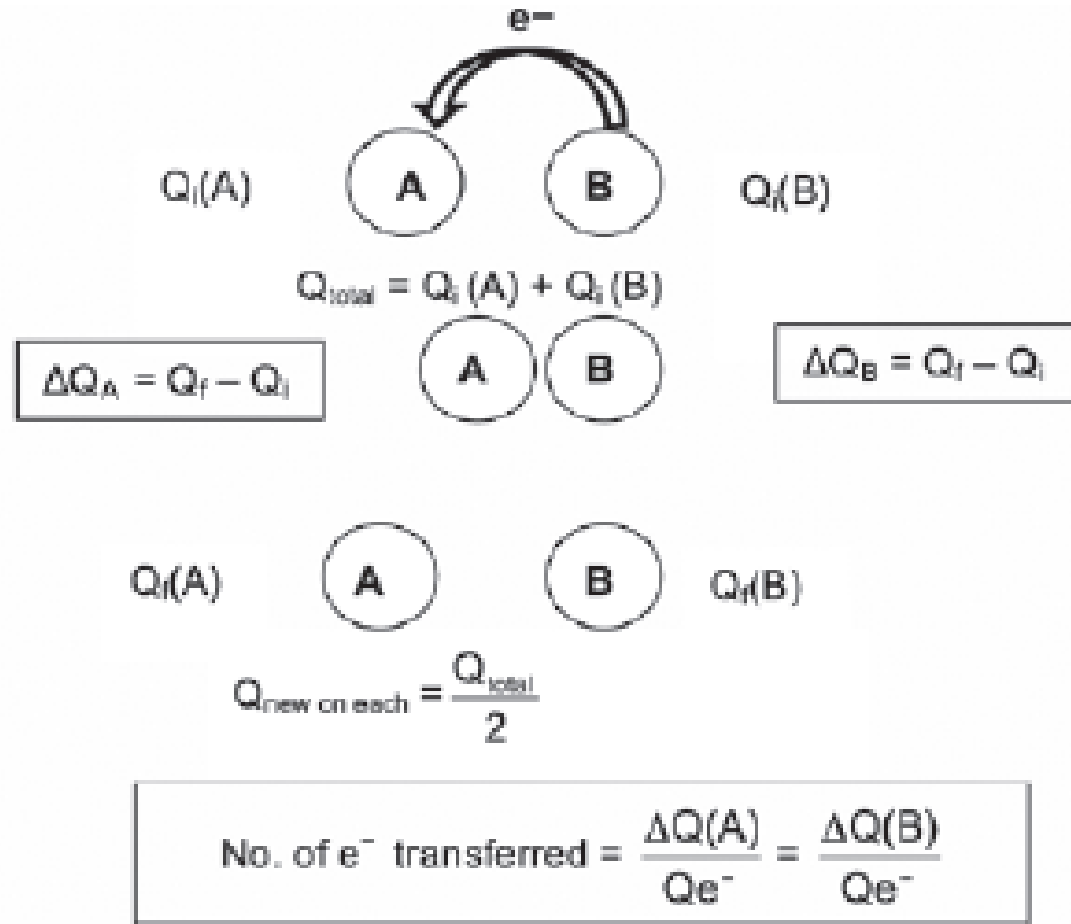 e⁻
Qᵢ(A) A B Qᵢ(B)
Q_total = Qᵢ(A) + Qᵢ(B)
ΔQ_A = Q_f – Qᵢ A B ΔQ_B = Q_f – Qᵢ
Q_f(A) A B Q_f(B)
Q_new on each = Q_total / 2
No. of e⁻ transferred = ΔQ(A) / Qe⁻ = ΔQ(B) / Qe⁻